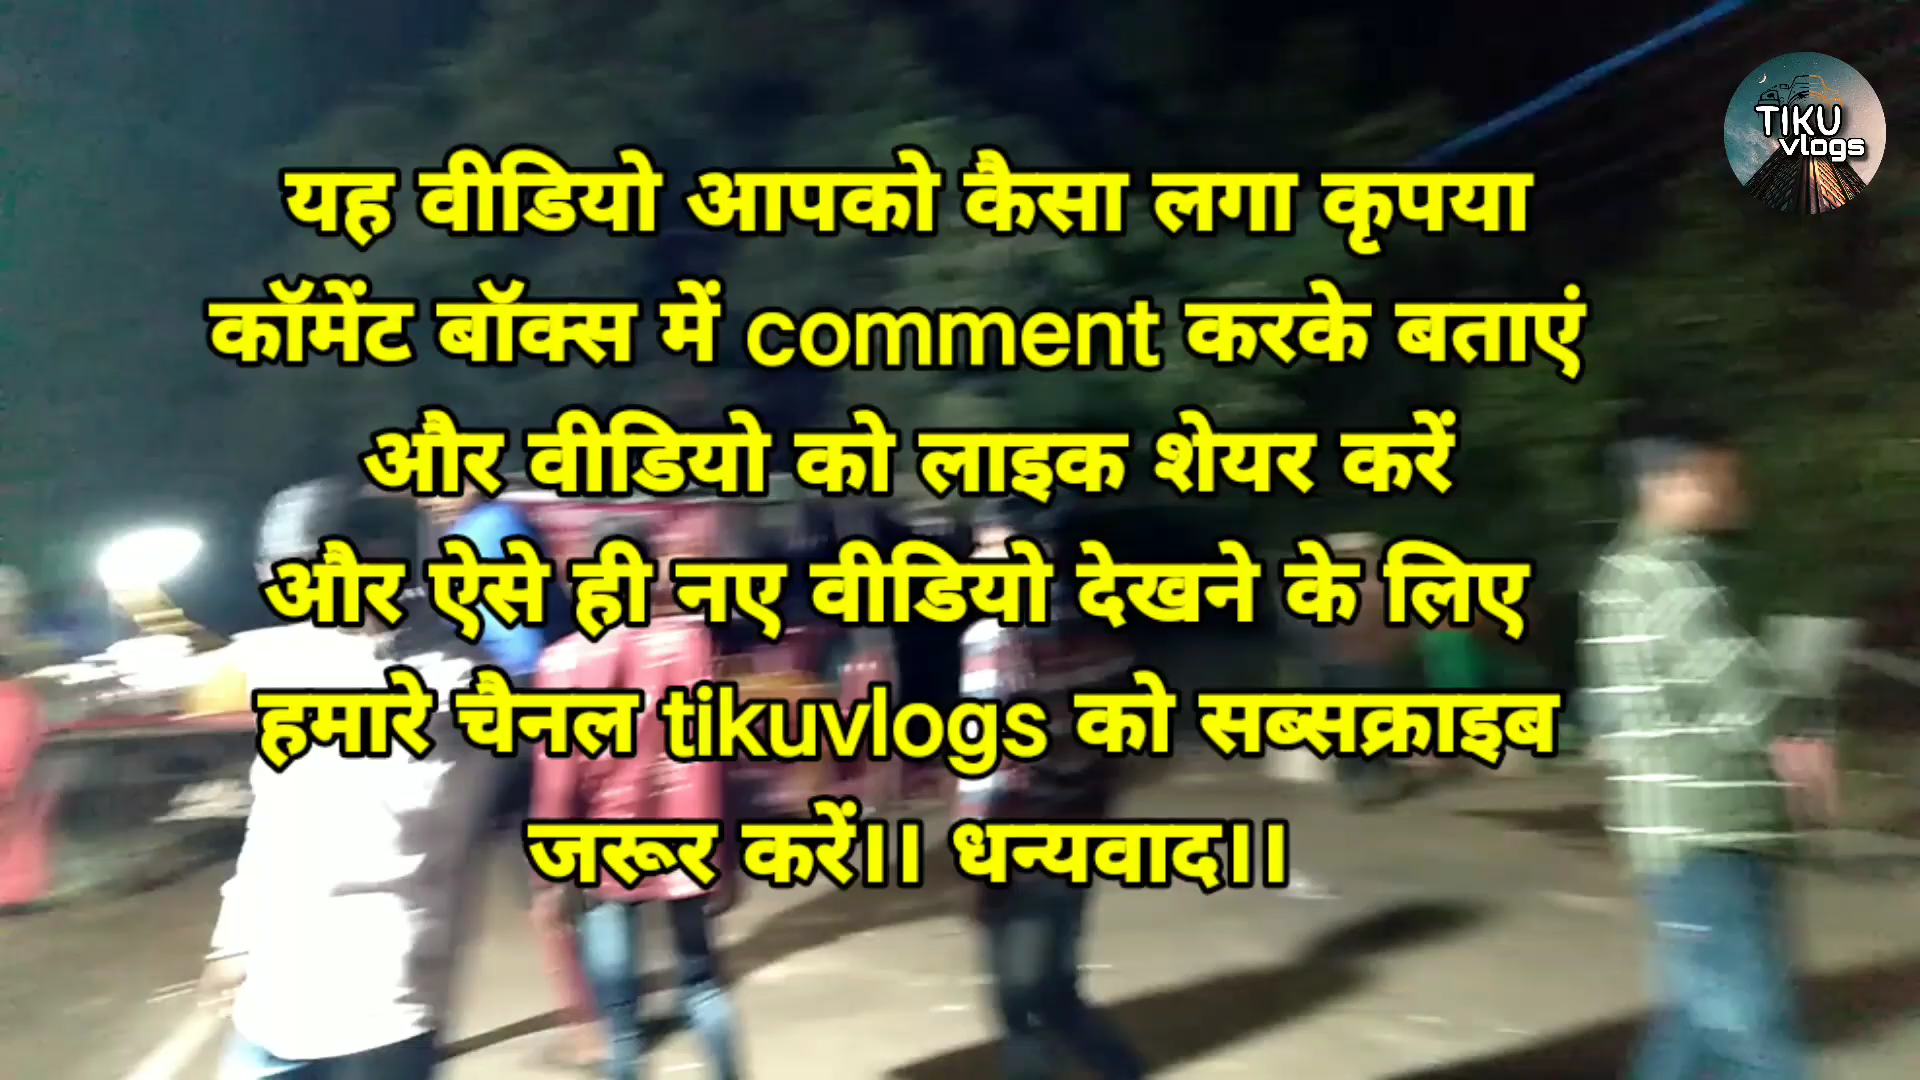 TIKU
vlogs
यह वीडियो आपको कैसा लगा कृपया
कॉमेंट बॉक्स में comment करके बताएं
और वीडियो को लाइक शेयर करें
और ऐसे ही नए वीडियो देखने के लिए
हमारे चैनल tikuvlogs को सब्सक्राइब
जरूर करें।। धन्यवाद।।